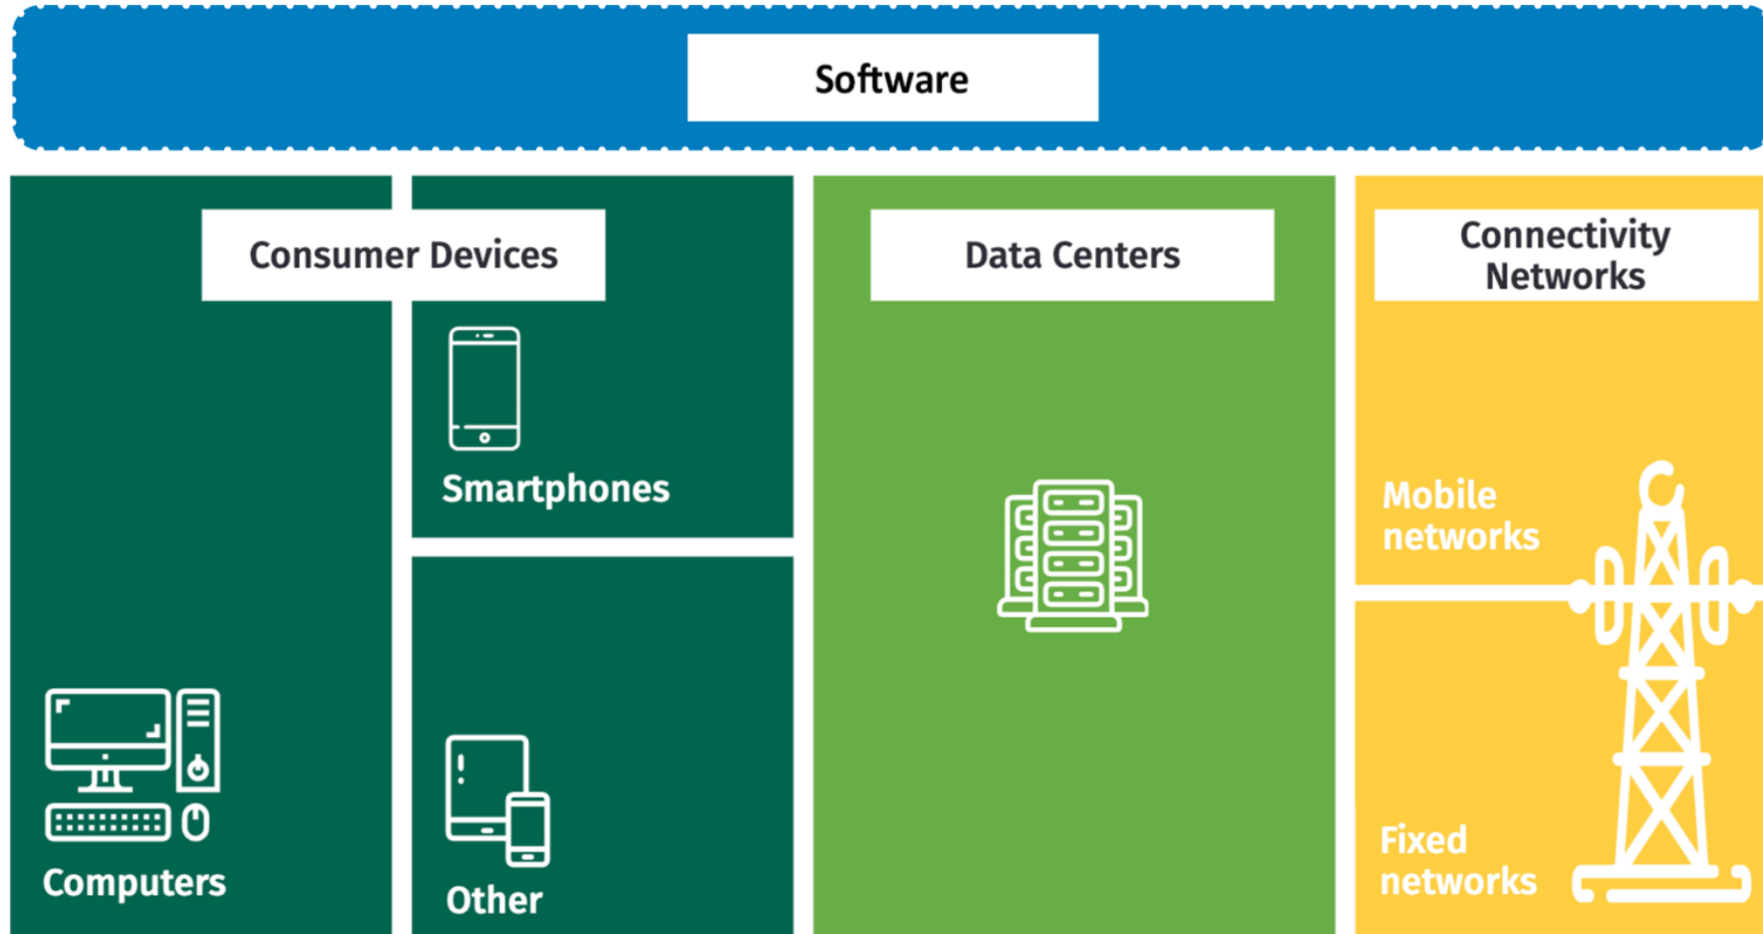 Software
Consumer Devices
Smartphones
Computers
Other
Data Centers
Connectivity
Networks
Mobile
networks
Fixed
networks